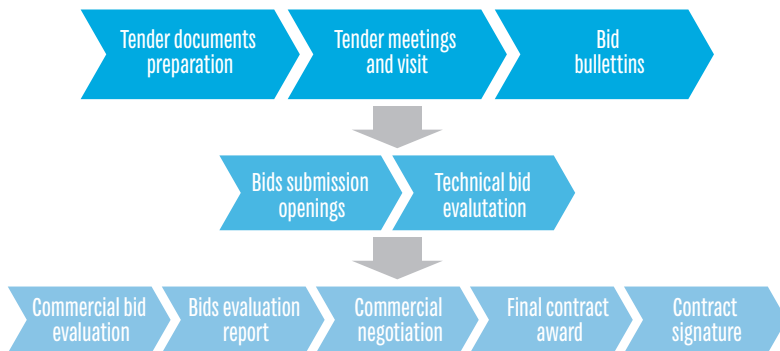 Tender documents
preparation
Tender meetings
and visit
Bid
bullettins
Bids submission
openings
Technical bid
evalutation
Commercial bid
evaluation
Bids evaluation
report
Commercial
negotiation
Final contract
award
Contract
signature